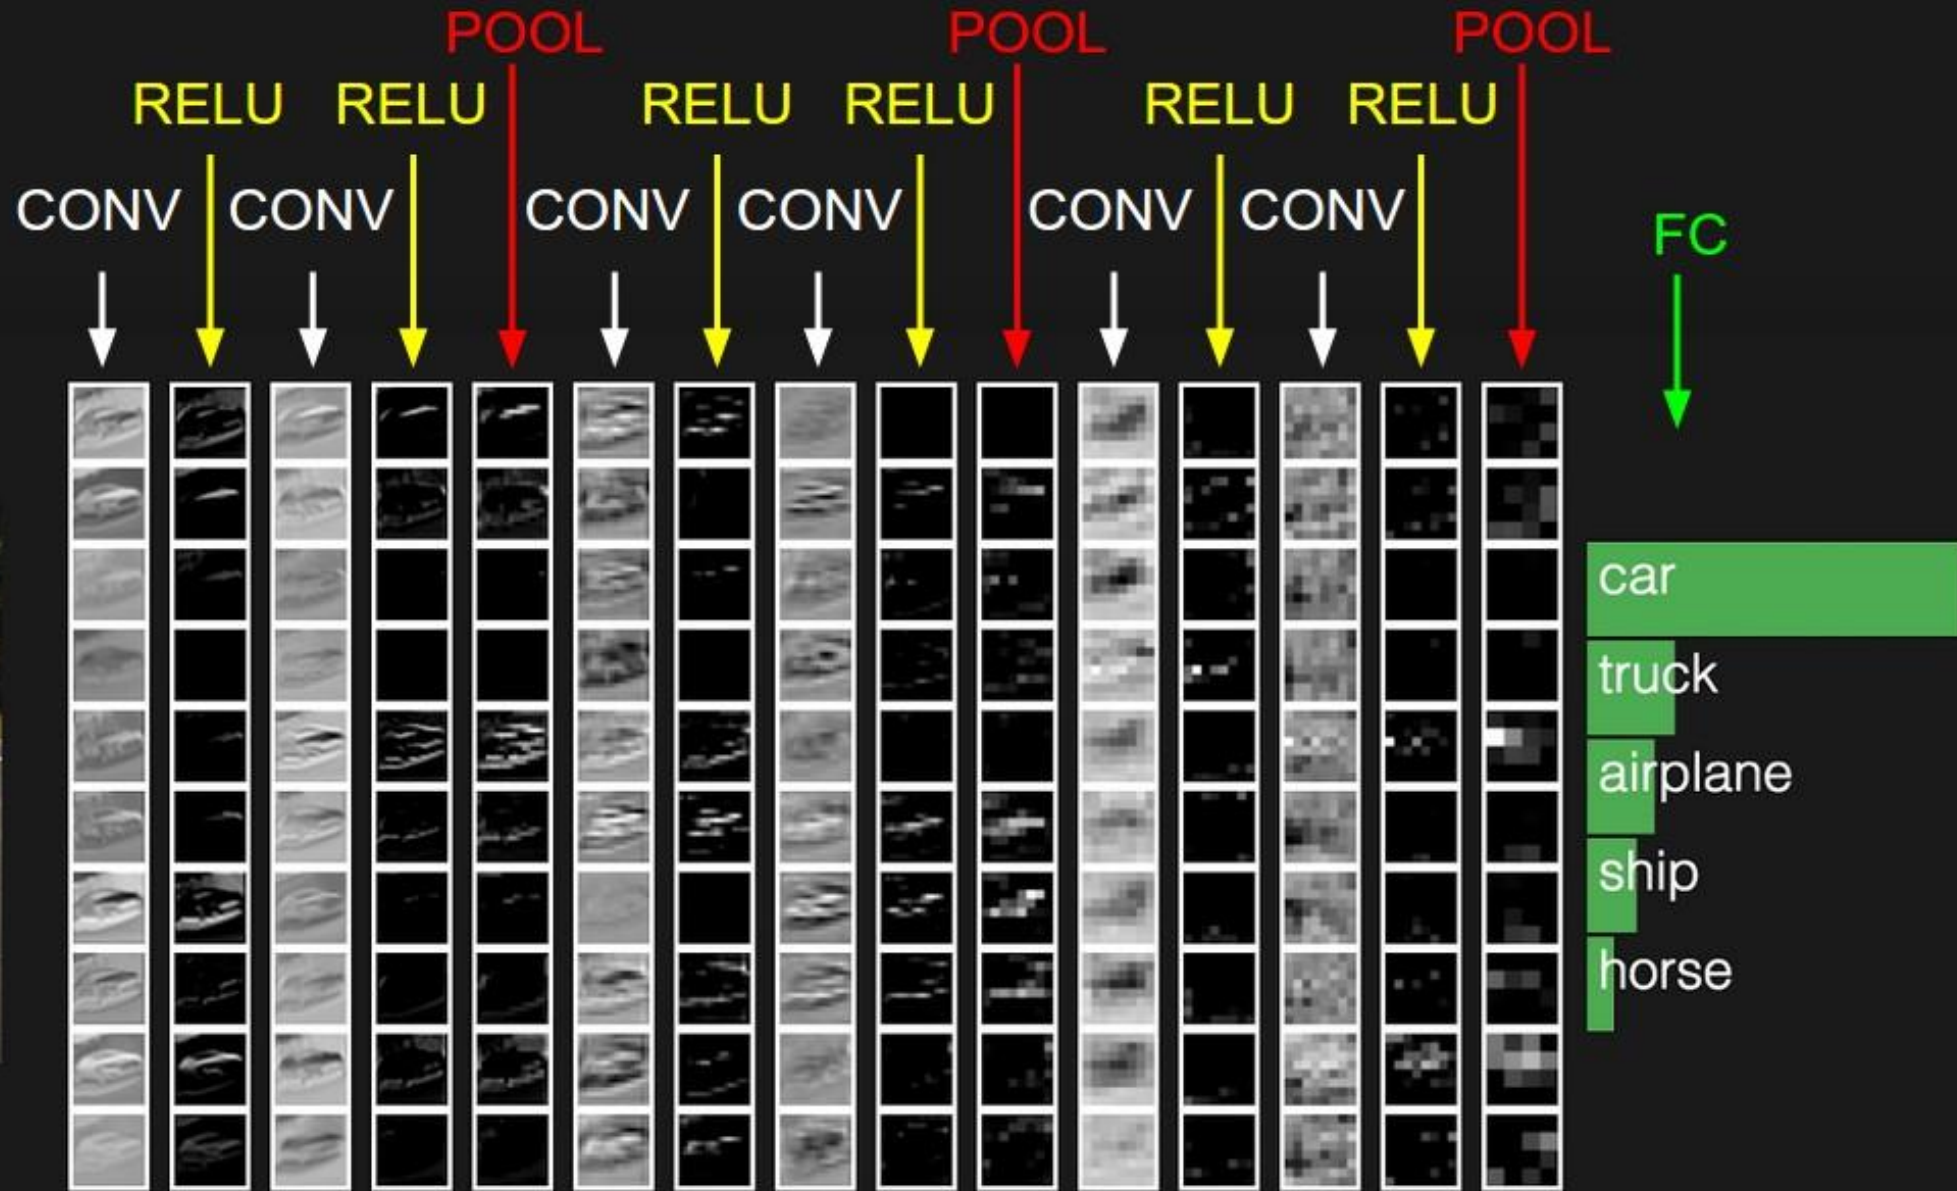 POOL POOL POOL
RELU RELU RELU RELU RELU RELU
CONV CONV CONV CONV CONV CONV
FC
car
truck
airplane
ship
horse